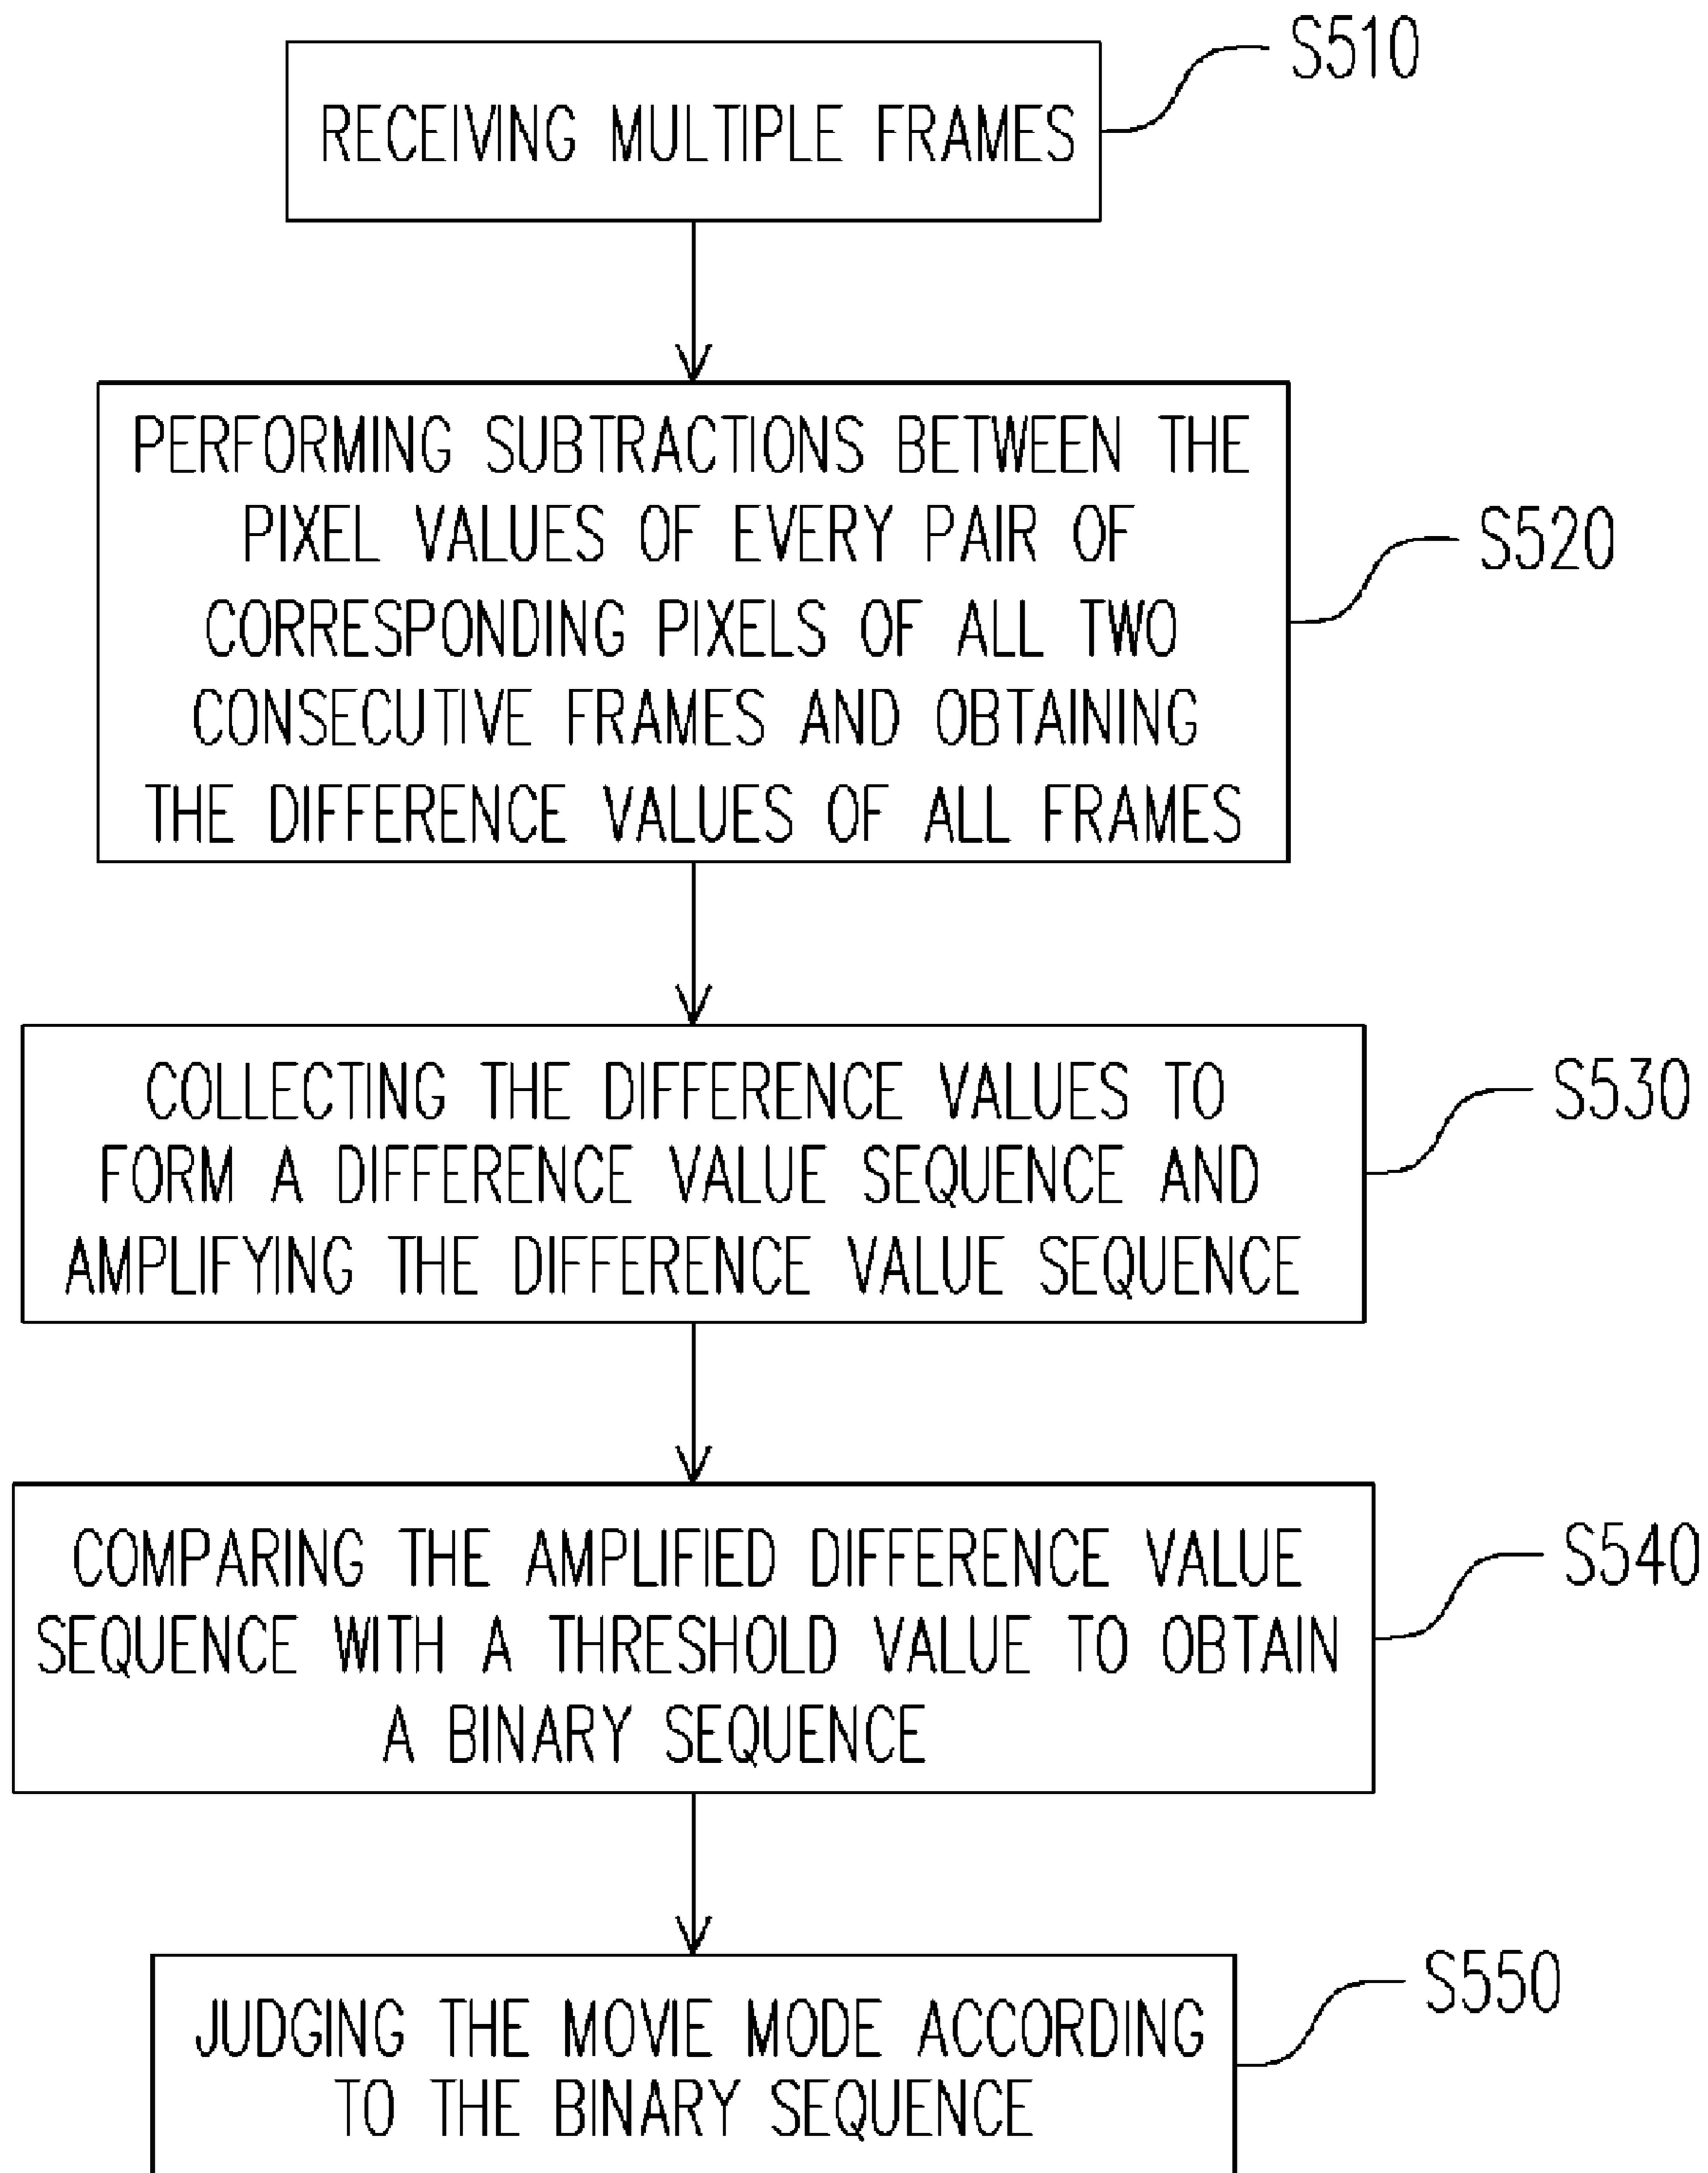 S510
RECEIVING MULTIPLE FRAMES
PERFORMING SUBTRACTIONS BETWEEN THE
PIXEL VALUES OF EVERY PAIR OF
CORRESPONDING PIXELS OF ALL TWO
CONSECUTIVE FRAMES AND OBTAINING
THE DIFFERENCE VALUES OF ALL FRAMES
S520
COLLECTING THE DIFFERENCE VALUES TO
FORM A DIFFERENCE VALUE SEQUENCE AND
AMPLIFYING THE DIFFERENCE VALUE SEQUENCE
S530
COMPARING THE AMPLIFIED DIFFERENCE VALUE
SEQUENCE WITH A THRESHOLD VALUE TO OBTAIN
A BINARY SEQUENCE
S540
JUDGING THE MOVIE MODE ACCORDING
TO THE BINARY SEQUENCE
S550